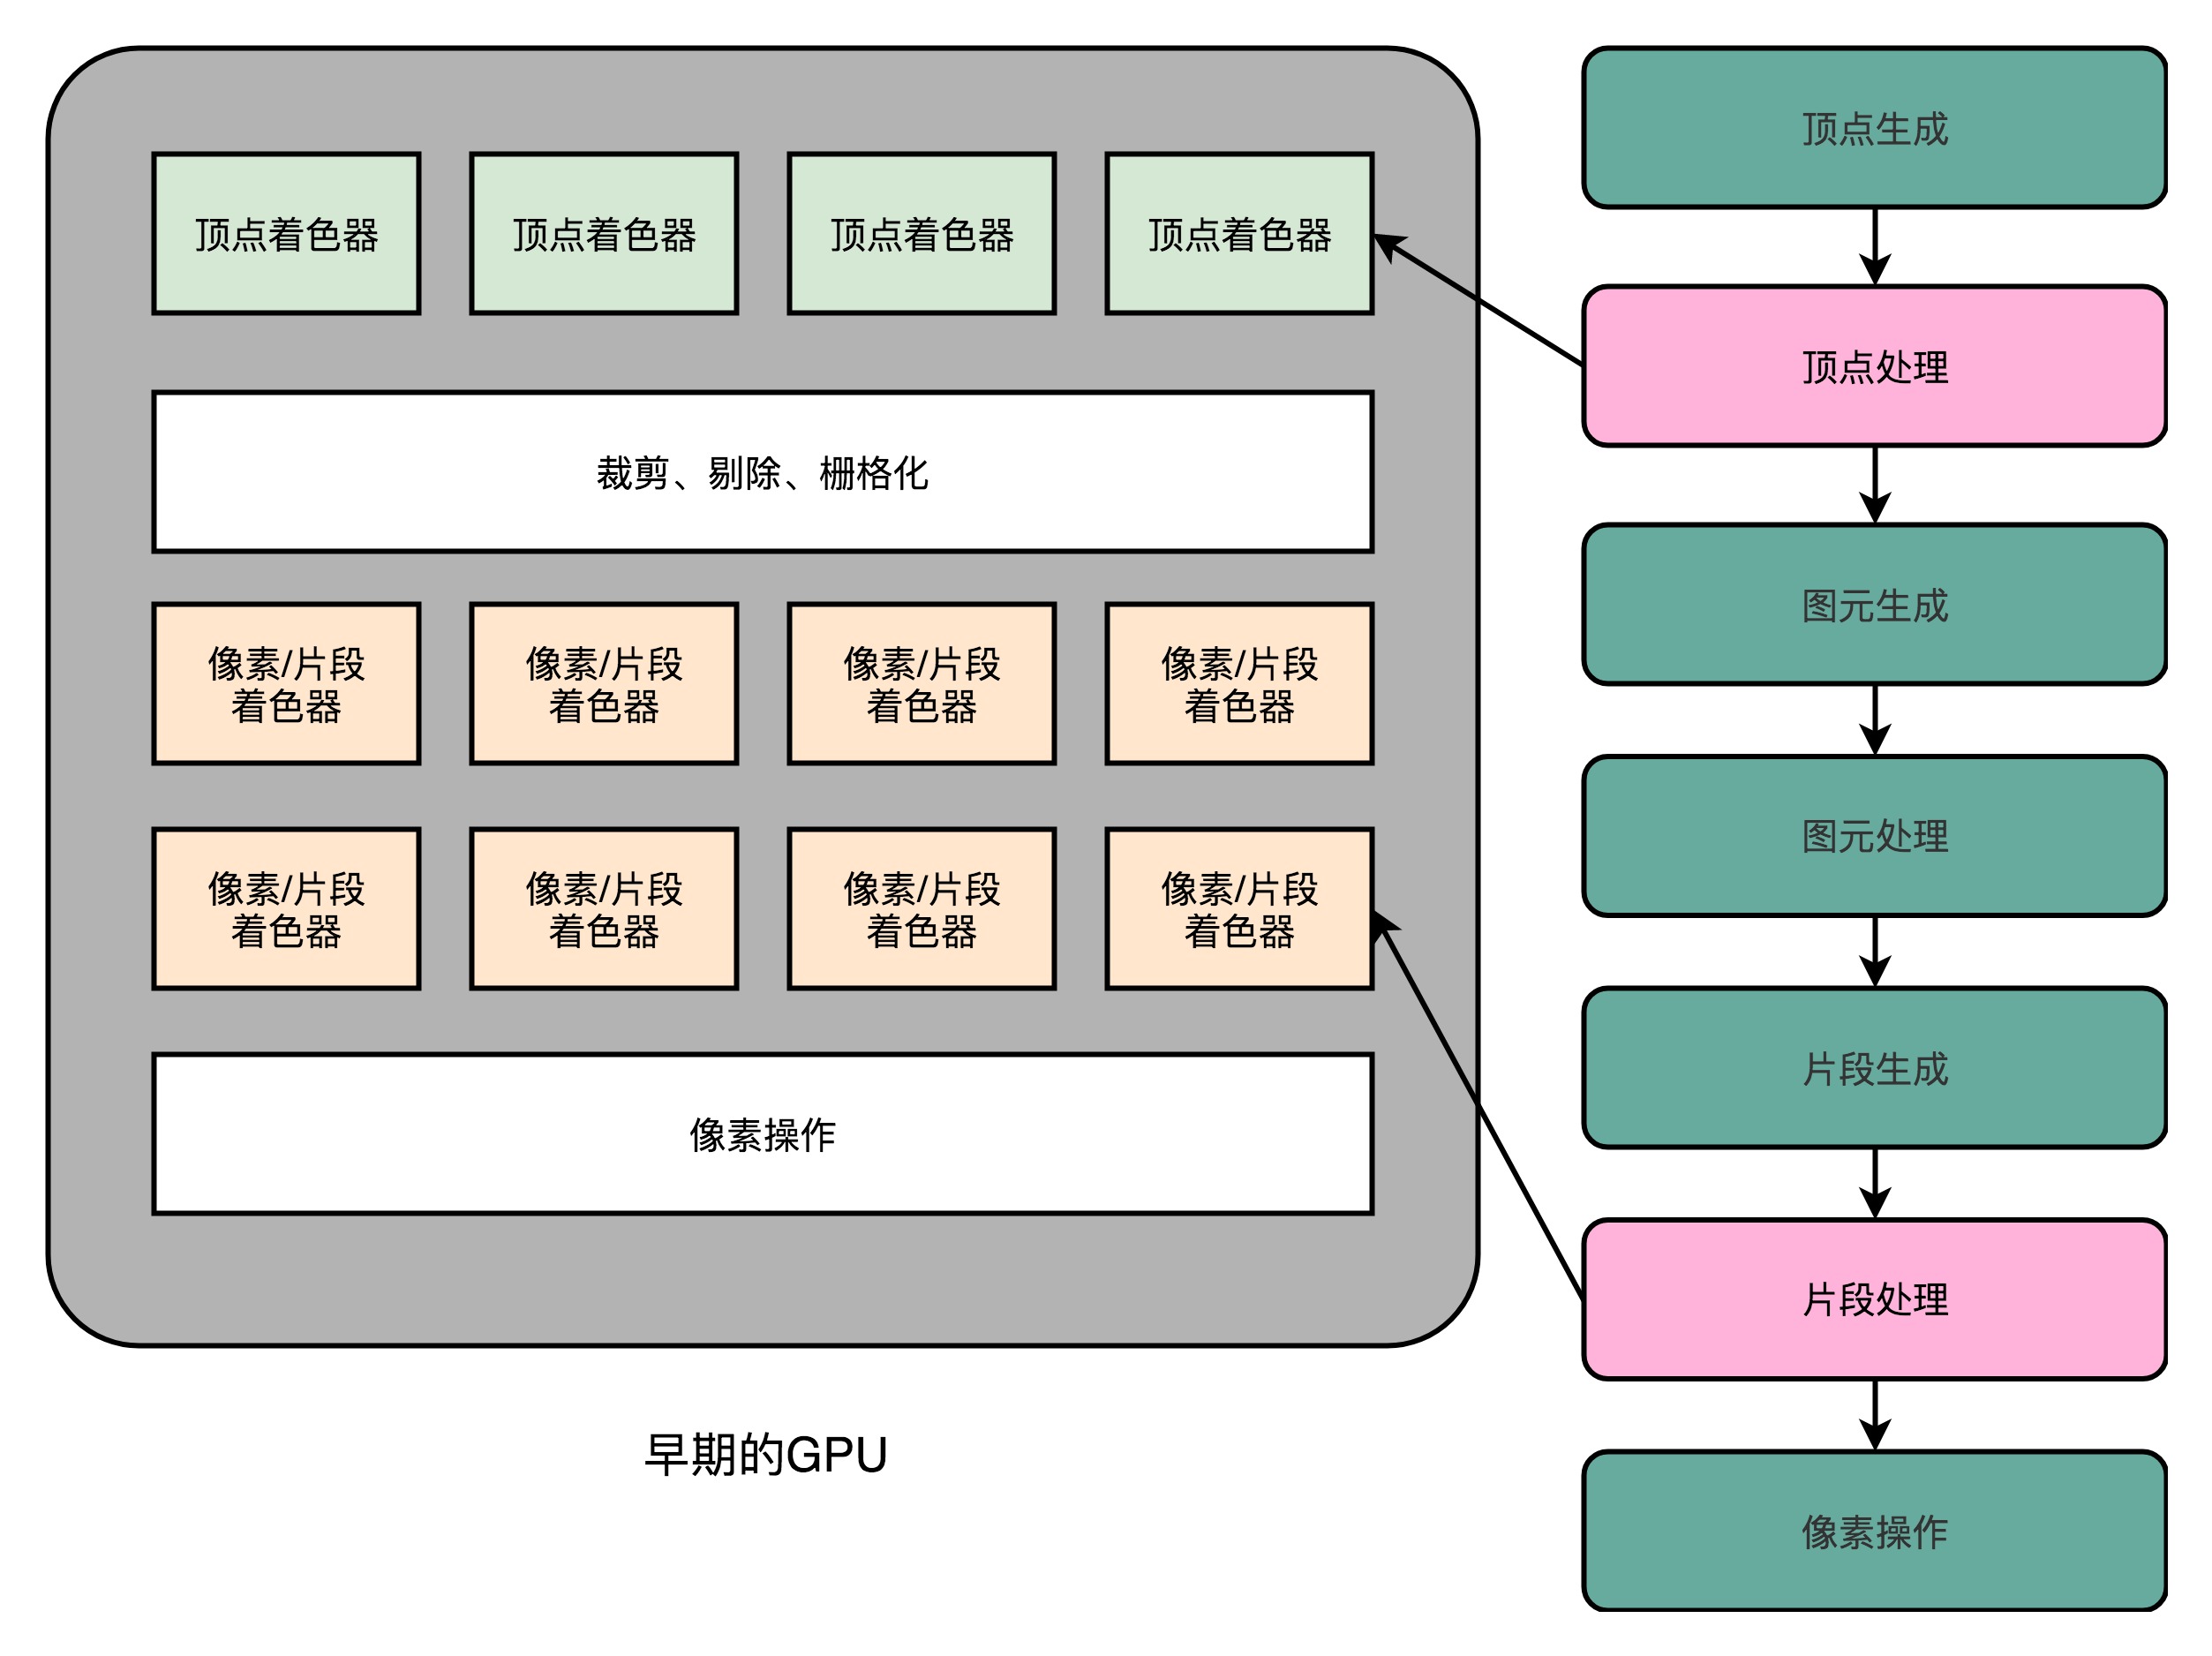 顶点着色器
顶点着色器
顶点着色器
顶点着色器
裁剪、剔除、栅格化
像素/片段
着色器
像素/片段
着色器
像素/片段
着色器
像素/片段
着色器
像素/片段
着色器
像素/片段
着色器
像素/片段
着色器
像素/片段
着色器
像素操作
早期的GPU
顶点生成
顶点处理
图元生成
图元处理
片段生成
片段处理
像素操作